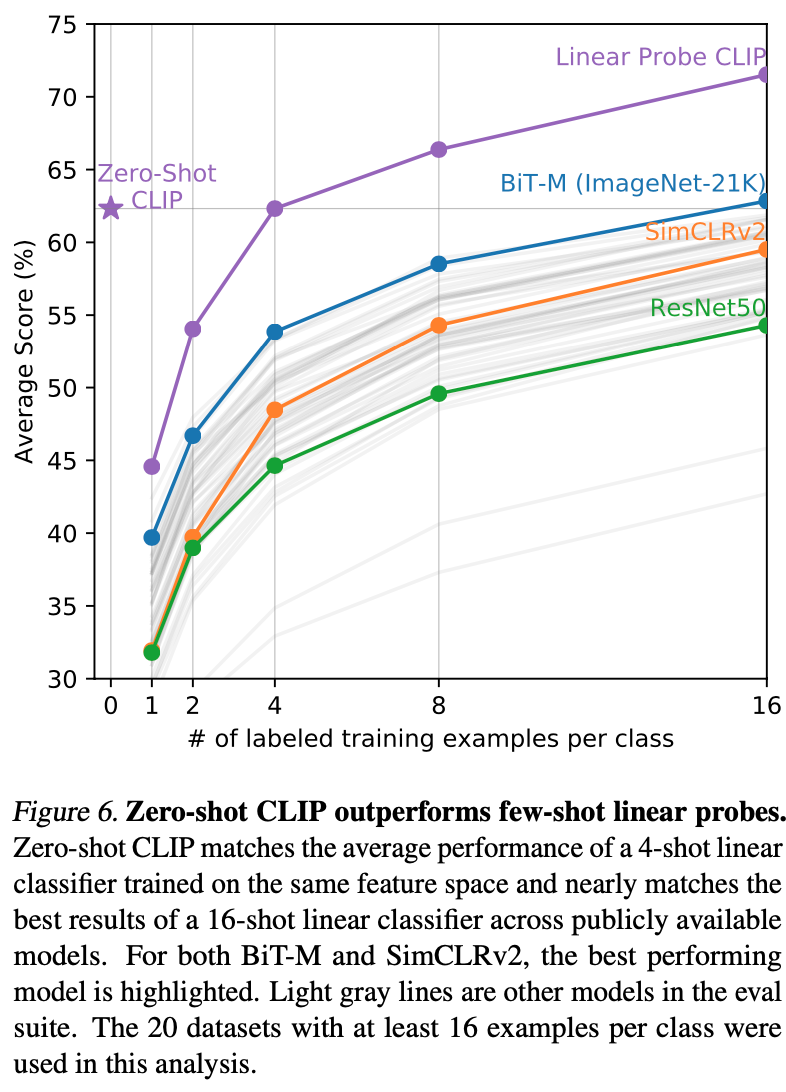 75
70
65
60
55
50
45
40
35
30
Average Score (%)
Linear Probe CLIP
Zero-Shot
CLIP
BiT-M (ImageNet-21K)
SimCLRv2
ResNet50
0 1 2 4 8 16
# of labeled training examples per class
Figure 6. Zero-shot CLIP outperforms few-shot linear probes.
Zero-shot CLIP matches the average performance of a 4-shot linear
classifier trained on the same feature space and nearly matches the
best results of a 16-shot linear classifier across publicly available
models. For both BiT-M and SimCLRv2, the best performing
model is highlighted. Light gray lines are other models in the eval
suite. The 20 datasets with at least 16 examples per class were
used in this analysis.